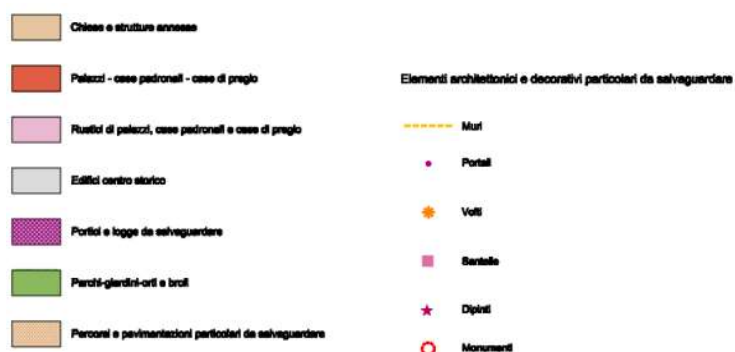 Chiese e strutture annesse
Palazzi - case padronali - case di pregio
Rustici di palazzi, case padronali e case di pregio
Edifici centro storico
Portici e logge da salvaguardare
Parchi-giardini-orti e broli
Percorsi e pavimentazioni particolari da salvaguardare
Elementi architettonici e decorativi particolari da salvaguardare
Muri
Portali
Volti
Santelle
Dipinti
Monumenti